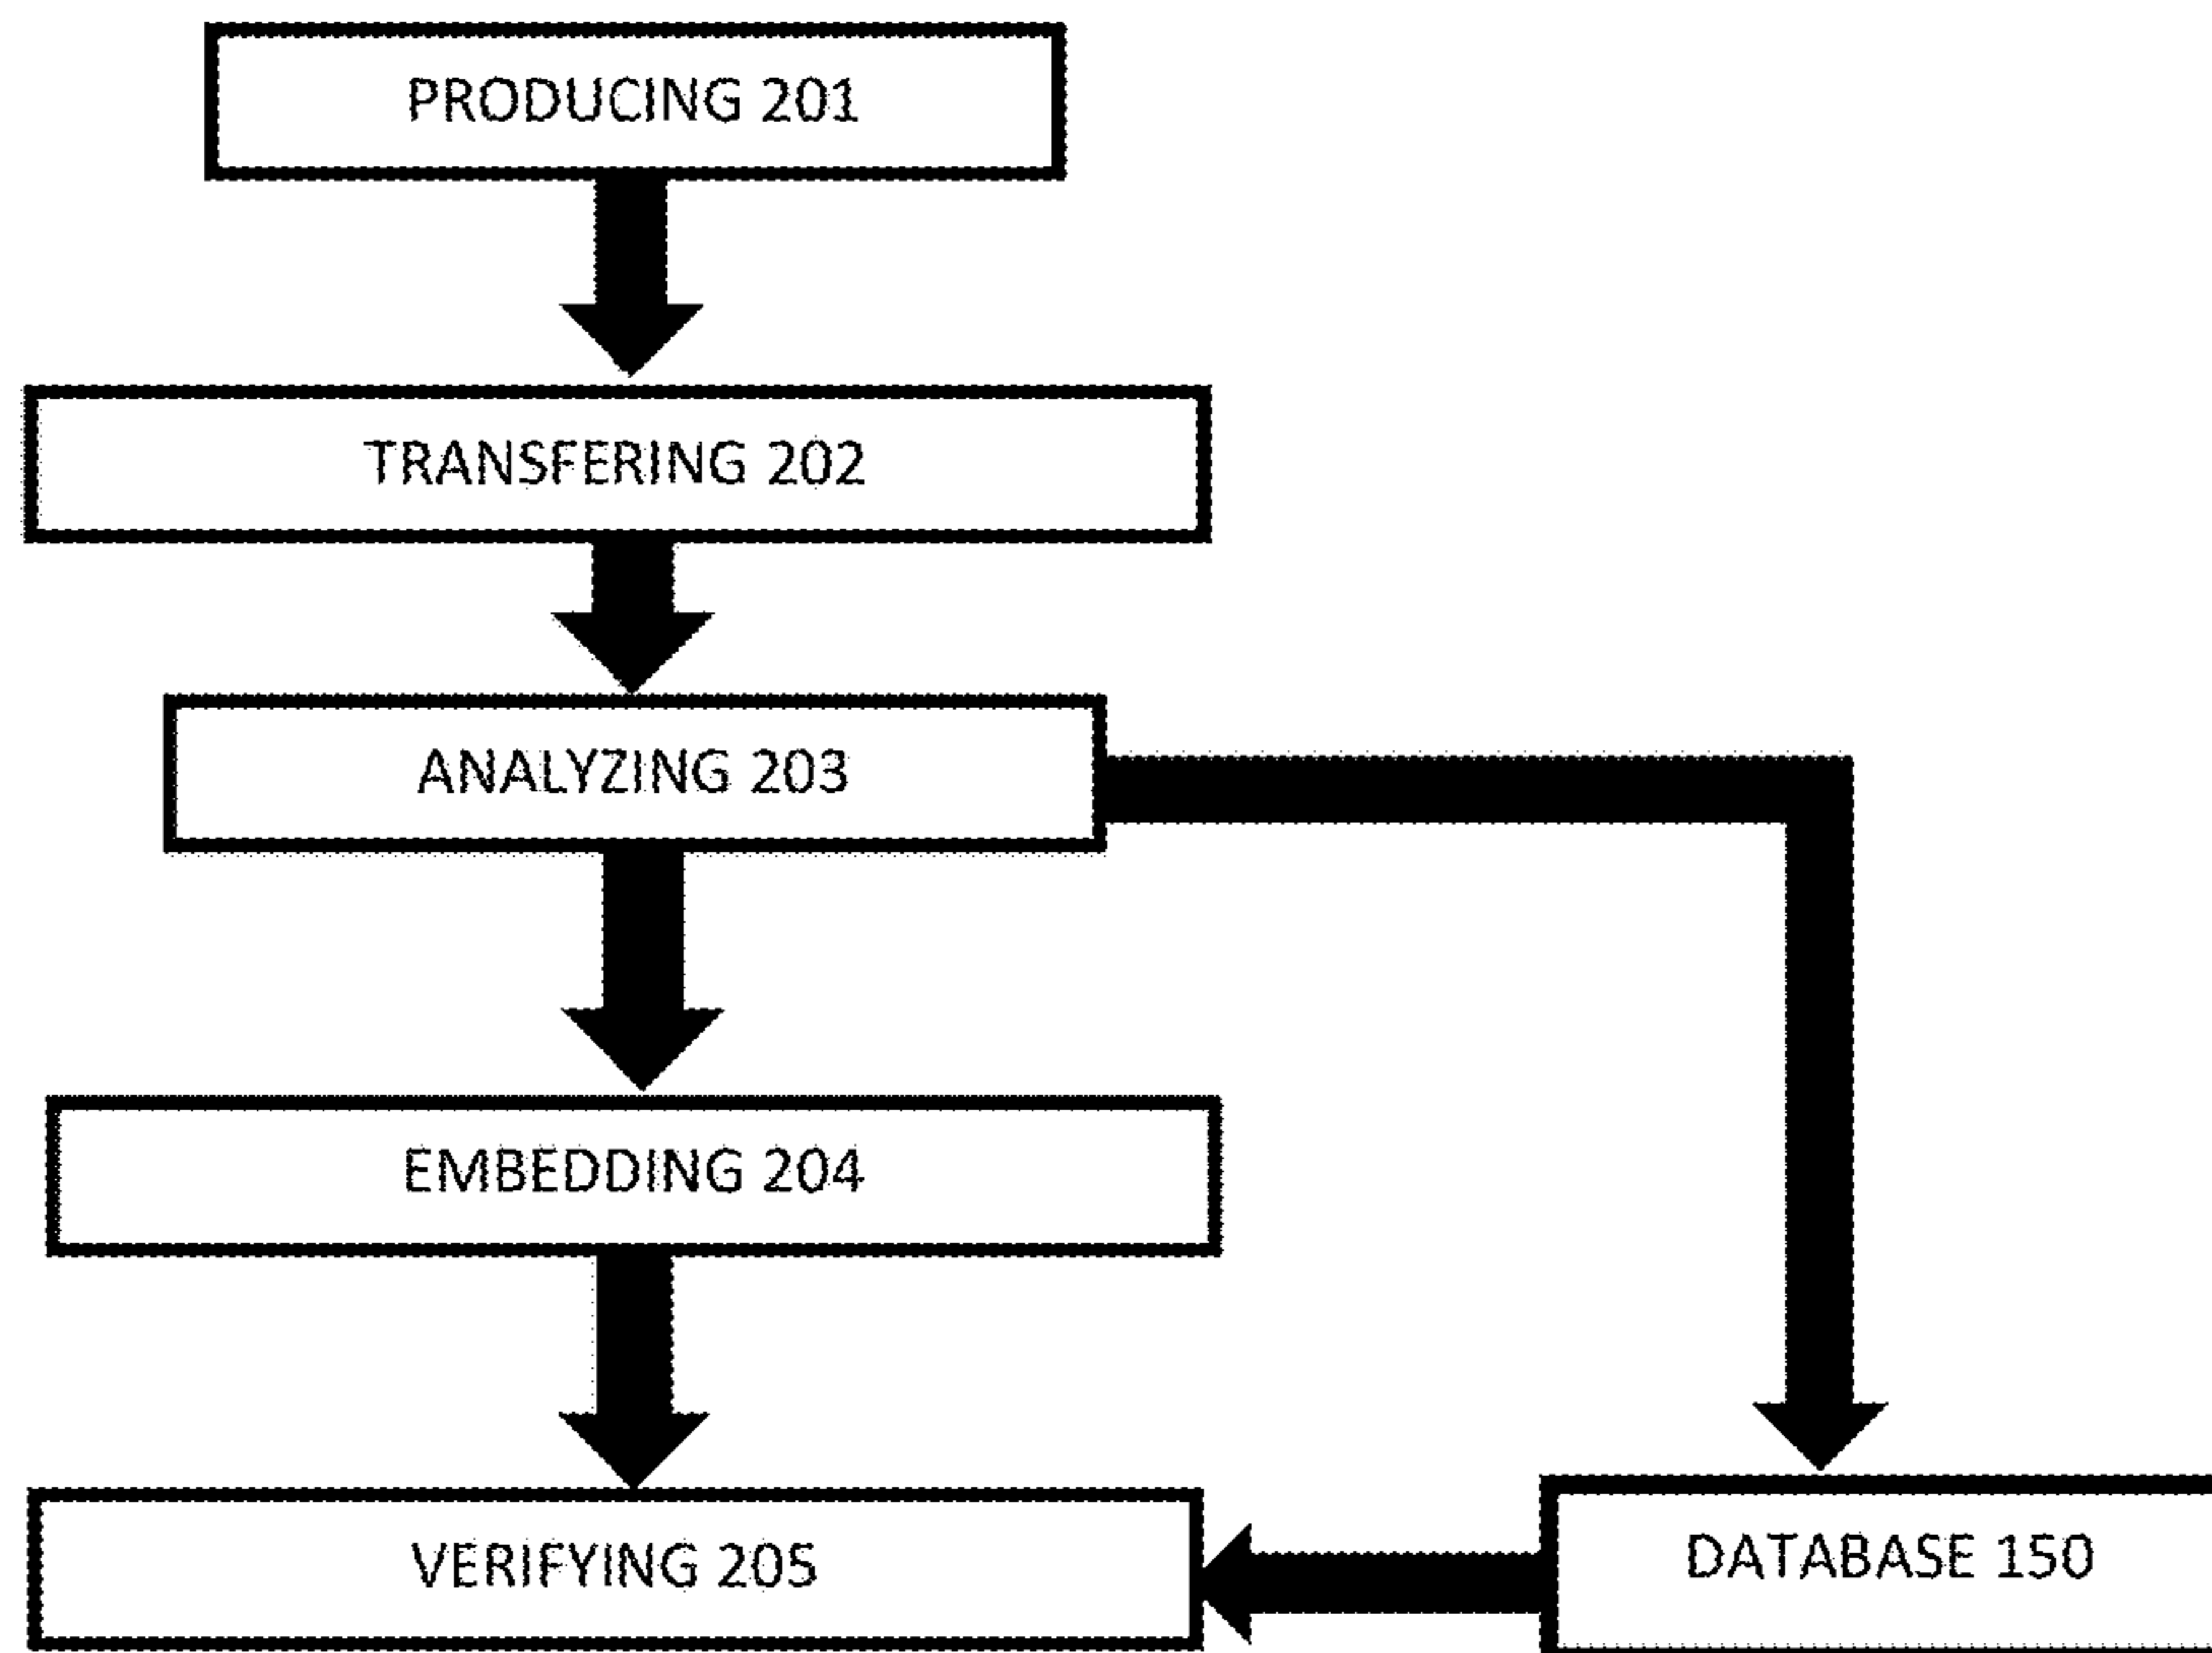 PRODUCING 201
TRANSFERING 202
ANALYZING 203
EMBEDDING 204
VERIFYING 205
DATABASE 150